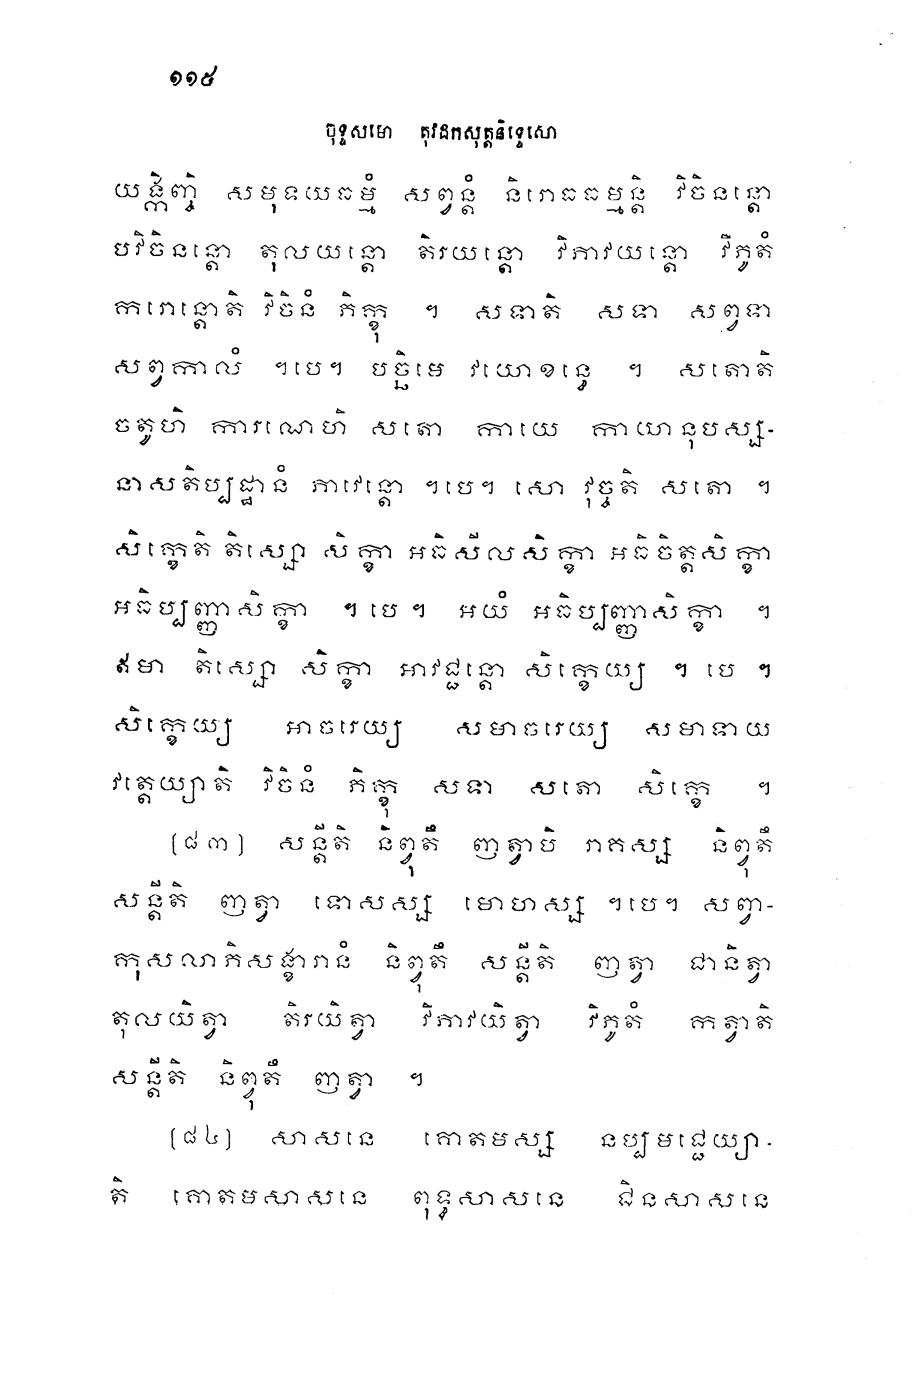 ១១៥
ចុទ្ទសមោ តុវដកសុត្តនិទ្ទេសោ
យង្កិញ្ចិ សមុទយធម្មំ សព្វន្តំ និរោធធម្មន្តិ វិចិនន្តោ
បវិចិនន្តោ តុលយន្តោ តិរយន្តោ វិភាវយន្តោ វិភូតំ
ករោន្តោតិ វិចិនំ ភិក្ខុ ។ សទាតិ សទា សព្វទា
សព្វកាលំ ។បេ។ បច្ឆិមេ វយោខន្ធេ ។ សតោតិ
ចតូហិ ការណេហិ សតោ កាយេ កាយានុបស្ស-
នាសតិប្បដ្ឋានំ ភាវេន្តោ ។បេ។ សោ វុច្ចតិ សតោ ។
សិក្ខេតិ តិស្សោ សិក្ខា អធិសីលសិក្ខា អធិចិត្តសិក្ខា
អធិប្បញ្ញាសិក្ខា ។ បេ ។ អយំ អធិប្បញ្ញាសិក្ខា ។
ឥមា តិស្សោ សិក្ខា អាវជ្ជន្តោ សិក្ខេយ្យ ។ បេ ។
សិក្ខេយ្យ អាចរេយ្យ សមាចរេយ្យ សមាទាយ
វត្តេយ្យាតិ វិចិនំ ភិក្ខុ សទា សតោ សិក្ខេ ។
(៨៣) សន្តីតិ និព្វុតឹ ញត្វាបិ រាគស្ស និព្វុតឹ
សន្តីតិ ញត្វា ទោសស្ស មោហស្ស ។បេ។ សព្វា-
កុសលាភិសង្ខារានំ និព្វុតឹ សន្តីតិ ញត្វា ជានិត្វា
តុលយិត្វា តិរយិត្វា វិភាវយិត្វា វិភូតំ កត្វាតិ
សន្តីតិ និព្វុតឹ ញត្វា ។
(៨៤) សាសនេ គោតមស្ស នប្បមជ្ជេយ្យា-
តិ គោតមសាសនេ ពុទ្ធសាសនេ ជិនសាសនេ